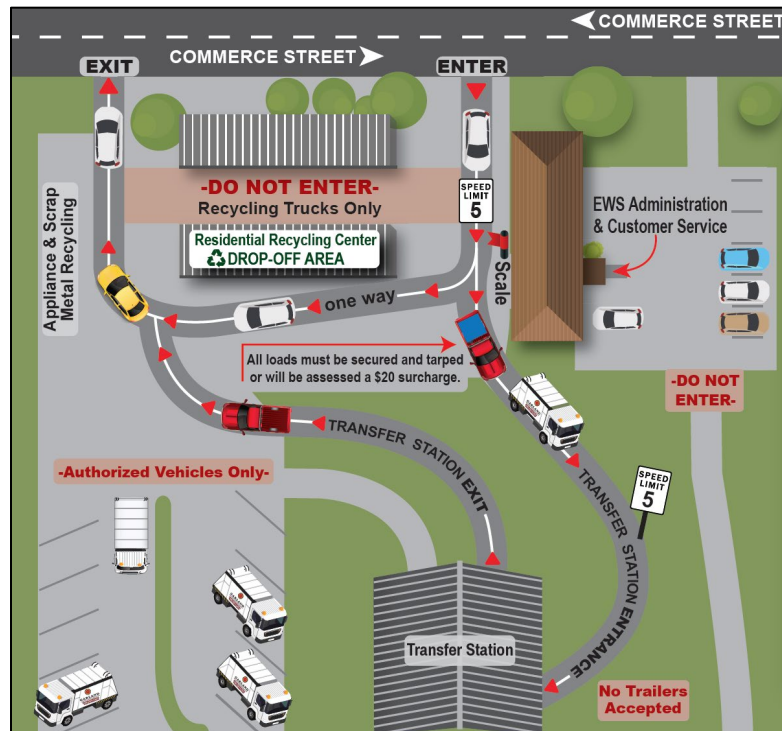 COMMERCE STREET
COMMERCE STREET
EXIT
ENTER
-DO NOT ENTER-
Recycling Trucks Only
SPEED
LIMIT
5
EWS Administration
& Customer Service
Appliance & Scrap
Metal Recycling
Residential Recycling Center
DROP-OFF AREA
Scale
one way
All loads must be secured and tarped
or will be assessed a $20 surcharge.
-DO NOT
ENTER-
TRANSFER STATION EXIT
-Authorized Vehicles Only-
TRANSFER STATION ENTRANCE
SPEED
LIMIT
5
Transfer Station
No Trailers
Accepted